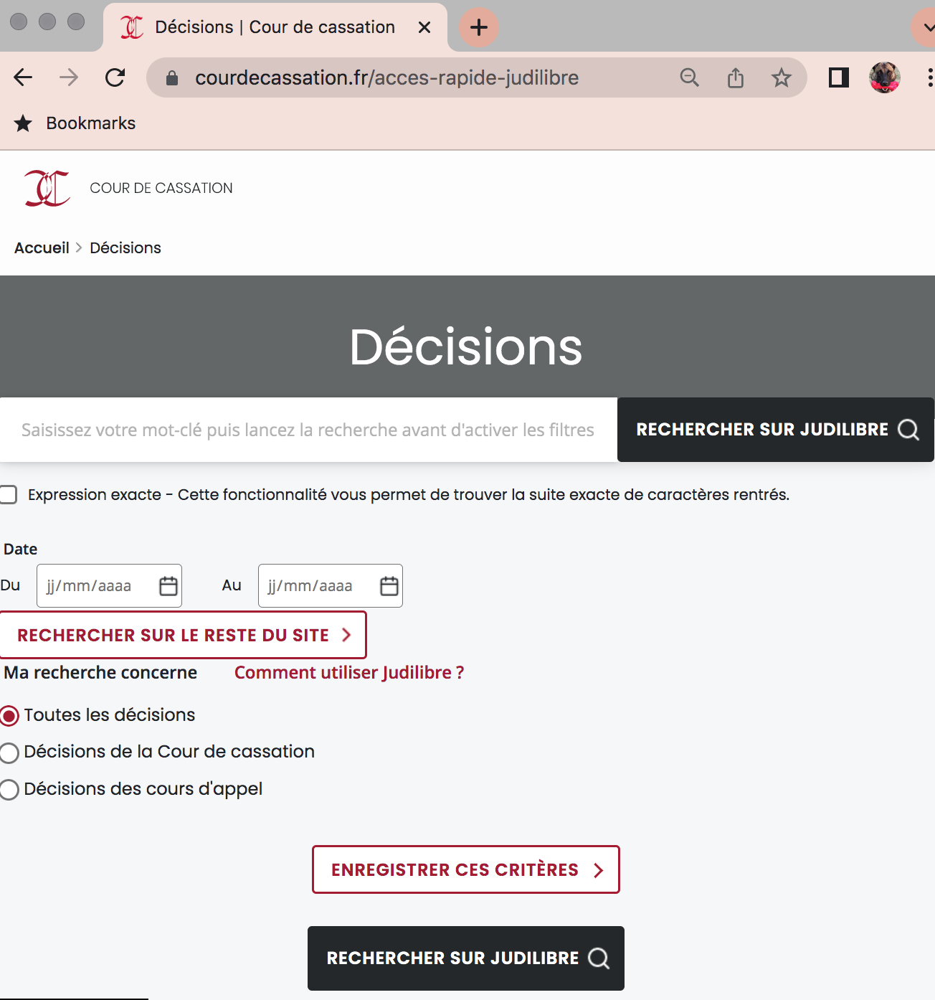 Décisions | Cour de cassation
courdecassation.fr/acces-rapide-judilibre
Bookmarks
COUR DE CASSATION
Accueil > Décisions
Décisions
Saisissez votre mot-clé puis lancez la recherche avant d'activer les filtres
RECHERCHER SUR JUDILIBRE
Expression exacte - Cette fonctionnalité vous permet de trouver la suite exacte de caractères rentrés.
Date
Du jj/mm/aaaa Au jj/mm/aaaa
RECHERCHER SUR LE RESTE DU SITE
Ma recherche concerne Comment utiliser Judilibre ?
Toutes les décisions
Décisions de la Cour de cassation
Décisions des cours d'appel
ENREGISTRER CES CRITÈRES
RECHERCHER SUR JUDILIBRE